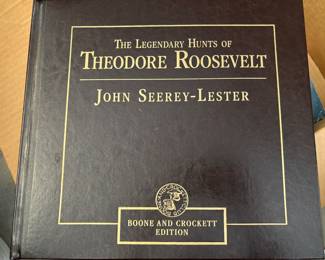 The Legendary Hunts of
Theodore Roosevelt
John Seerey-Lester
Boone and Crockett
Edition